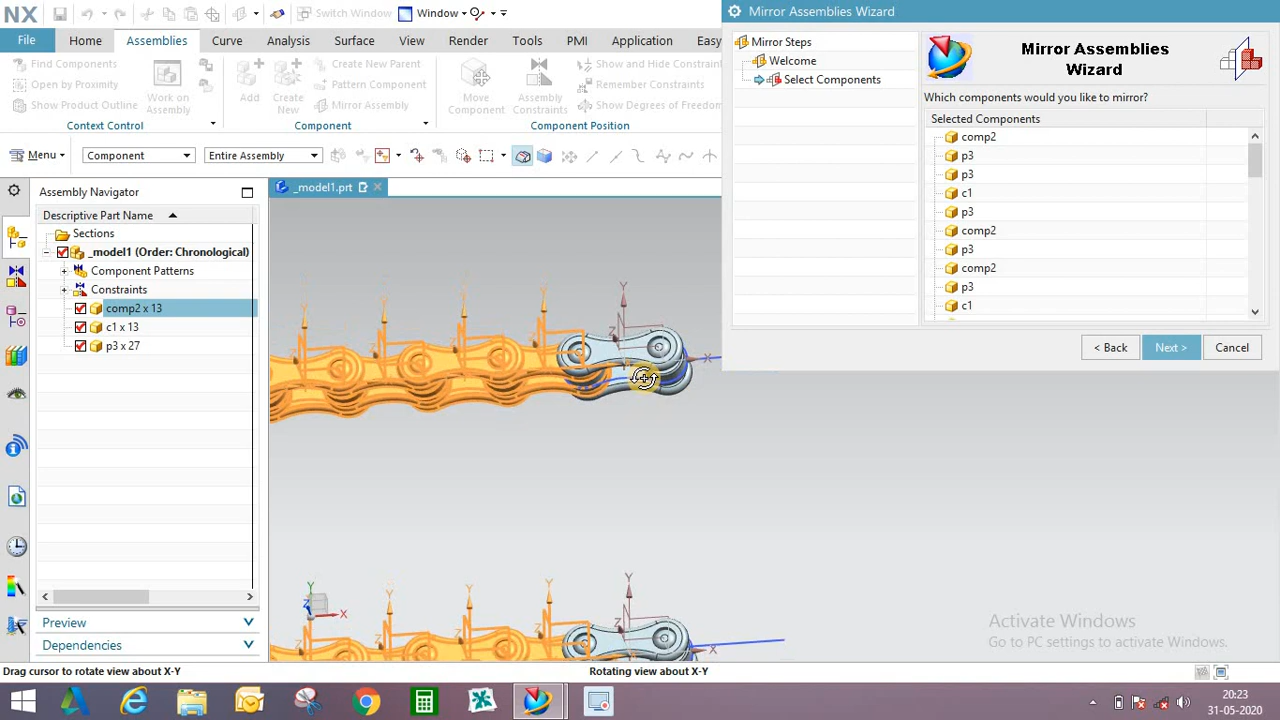 NX
Switch Window
Window
File
Home
Assemblies
Curve
Analysis
Surface
View
Render
Tools
PMI
Application
Easy
Find Components
Open by Proximity
Show Product Outline
Work on
Assembly
Context Control
Add
Create
New
Create New Parent
Pattern Component
Mirror Assembly
Component
Move
Component
Assembly
Constraints
Show and Hide Constraint
Remember Constraints
Show Degrees of Freedom
Component Position
Menu
Component
Entire Assembly
Assembly Navigator
Descriptive Part Name
Sections
_model1 (Order: Chronological)
Component Patterns
Constraints
comp2 x 13
c1 x 13
p3 x 27
Preview
Dependencies
_model1.prt
Mirror Assemblies Wizard
Mirror Steps
Welcome
Select Components
Mirror Assemblies
Wizard
Which components would you like to mirror?
Selected Components
comp2
p3
p3
c1
p3
comp2
p3
comp2
p3
c1
< Back
Next >
Cancel
Y
Y
Y
Y
Y
Z
X
Y
Y
Y
Y
Y
Z
X
X
Activate Windows
Go to PC settings to activate Windows.
Drag cursor to rotate view about X-Y
Rotating view about X-Y
20:23
31-05-2020